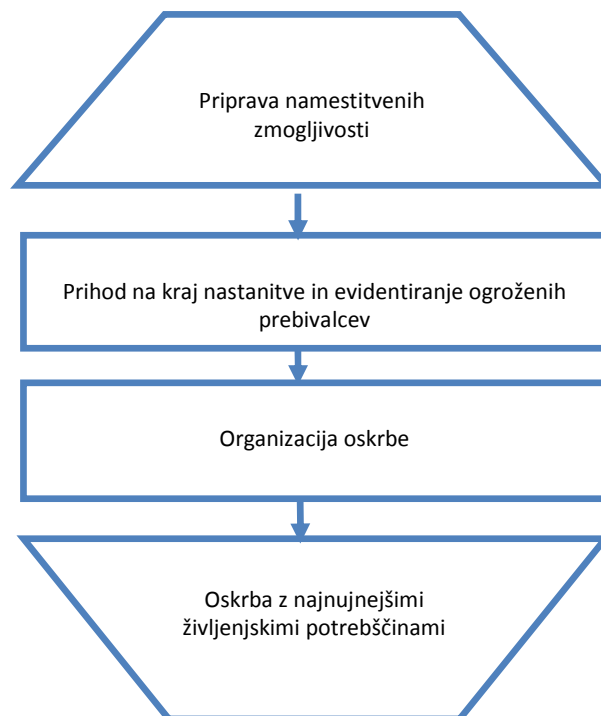 Priprava namestitvenih
zmogljivosti
Prihod na kraj nastanitve in evidentiranje ogroženih
prebivalcev
Organizacija oskrbe
Oskrba z najnujnejšimi
življenjskimi potrebščinami